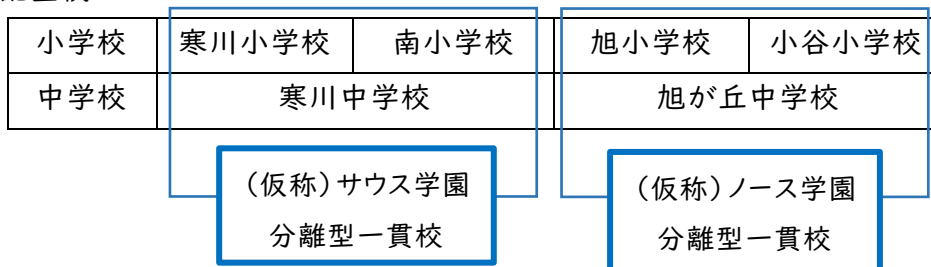 小学校 寒川小学校 南小学校 旭小学校 小谷小学校
中学校 寒川中学校 旭が丘中学校
(仮称)サウス学園
分離型一貫校
(仮称)ノース学園
分離型一貫校